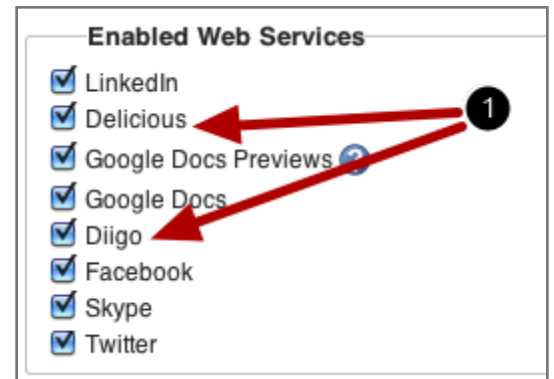 Enabled Web Services
LinkedIn
Delicious
1
Google Docs Previews ?
Google Docs
Diigo
Facebook
Skype
Twitter